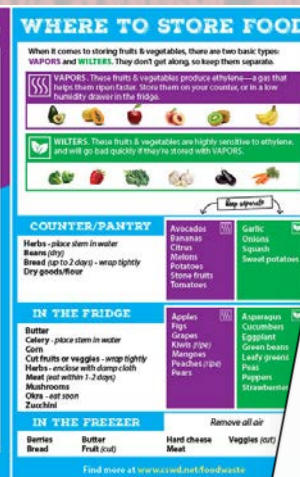 WHERE TO STORE FOOD
When it comes to storing fruits & vegetables, there are two basic types:
VAPORS and WILTERS. They don't get along, so keep them separate.
VAPORS. These fruits & vegetables produce ethylene—a gas that
helps them ripen faster. Store them on your counter, or in a low
humidity drawer in the fridge.
WILTERS. These fruits & vegetables are highly sensitive to ethylene,
and will go bad quickly if they're stored with VAPORS.
Keep separate
COUNTER/PANTRY
Herbs - place stem in water
Beans (dry)
Bread (up to 2 days) - wrap tightly
Dry goods/flour
Avocados
Bananas
Citrus
Melons
Potatoes
Stone fruits
Tomatoes
Garlic
Onions
Squash
Sweet potatoes
IN THE FRIDGE
Butter
Celery - place stem in water
Corn
Cut fruits or veggies - wrap tightly
Herbs - enclose with damp cloth
Meat (eat within 1-2 days)
Mushrooms
Okra - eat soon
Zucchini
Apples
Figs
Grapes
Kiwis (ripe)
Mangoes
Peaches (ripe)
Pears
Asparagus
Cucumbers
Eggplant
Green beans
Leafy greens
Peas
Peppers
Strawberries
IN THE FREEZER
Remove all air
Berries Butter Hard cheese Veggies (cut)
Bread Fruit (cut) Meat
Find more at www.cswd.net/foodwaste